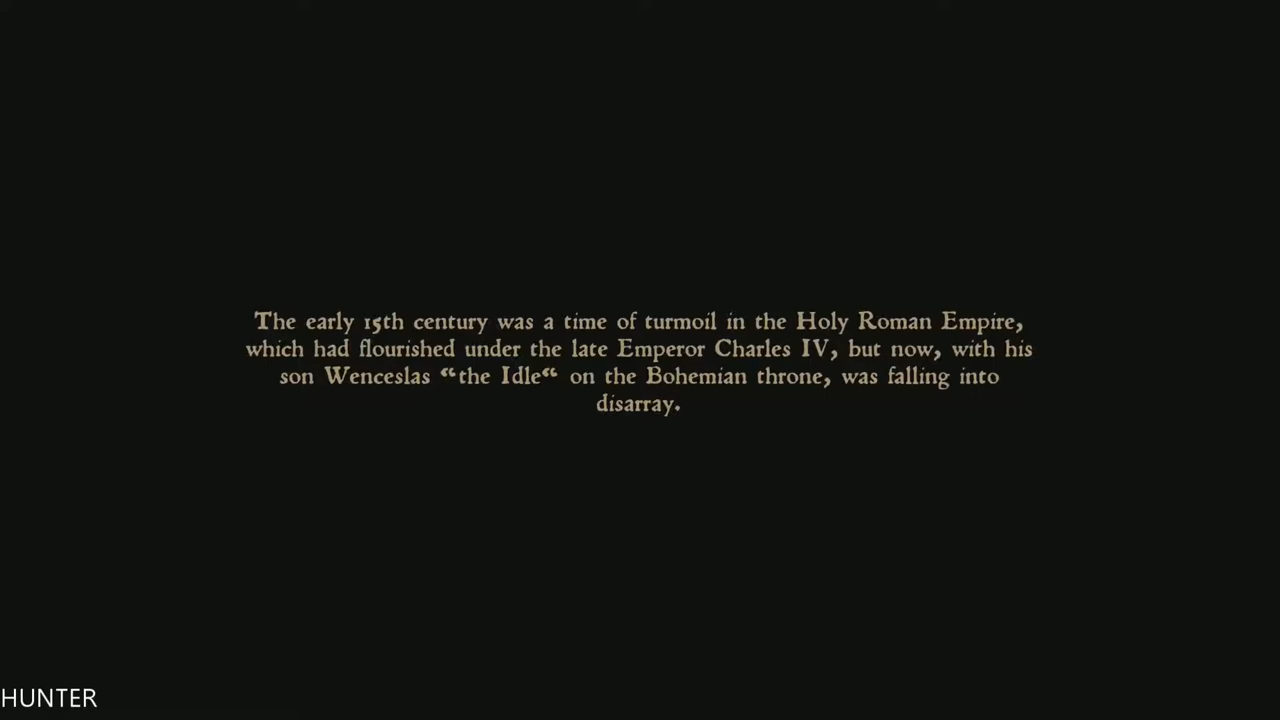 The early 15th century was a time of turmoil in the Holy Roman Empire,
which had flourished under the late Emperor Charles IV, but now, with his
son Wenceslas “the Idle“ on the Bohemian throne, was falling into
disarray.
HUNTER